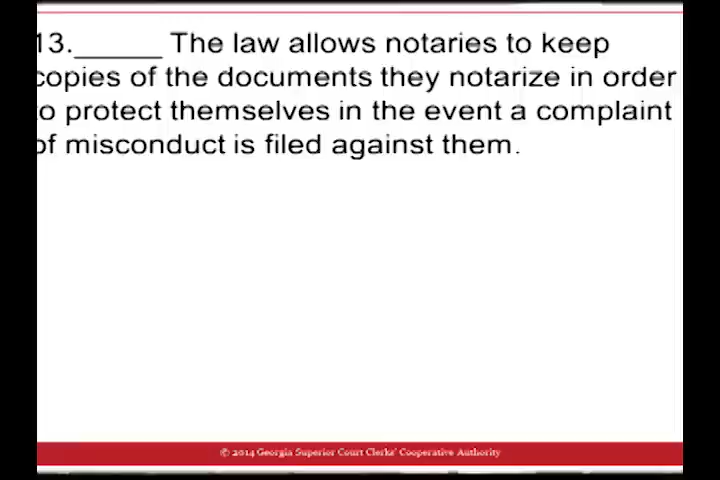 13.______ The law allows notaries to keep
copies of the documents they notarize in order
to protect themselves in the event a complaint
of misconduct is filed against them.
© 2014 Georgia Superior Court Clerks' Cooperative Authority